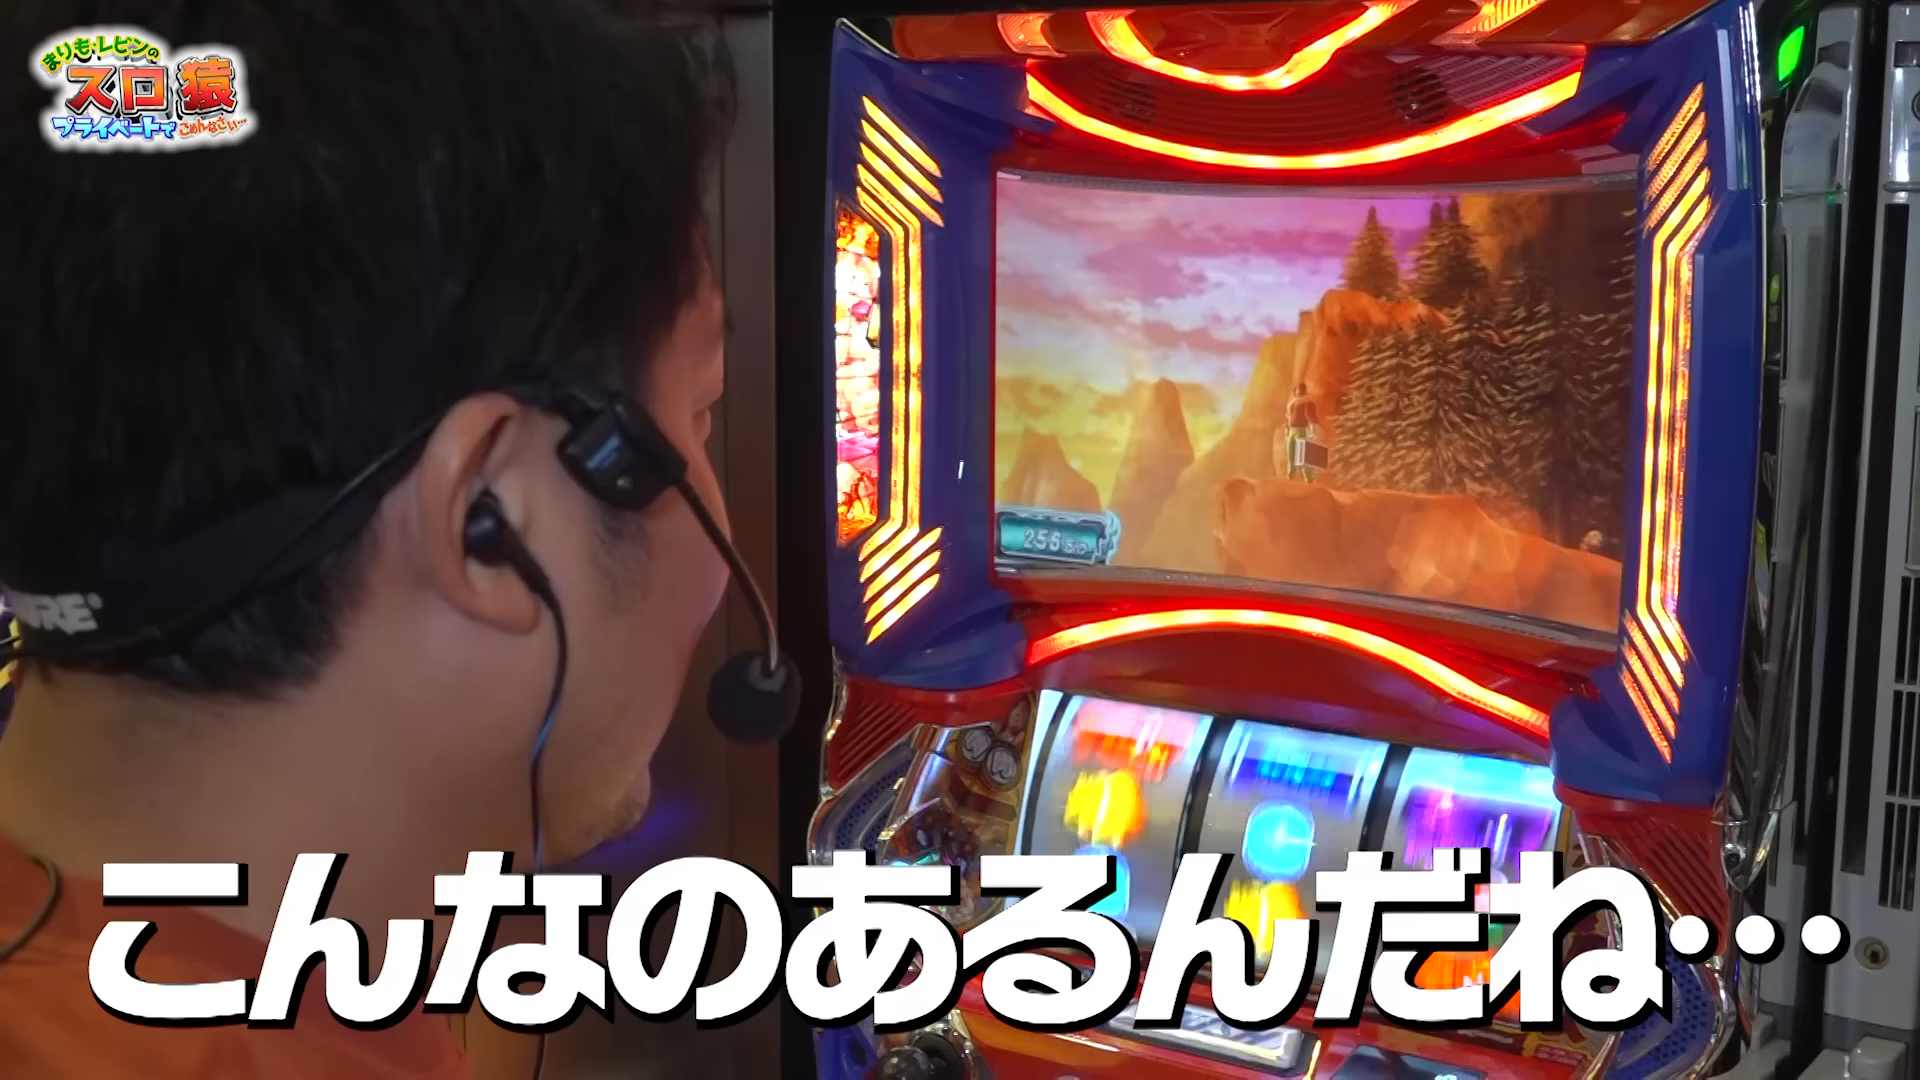 まりも・レビンの
スロ猿
プライベートで ごめんなさい…
256
こんなのあるんだね…